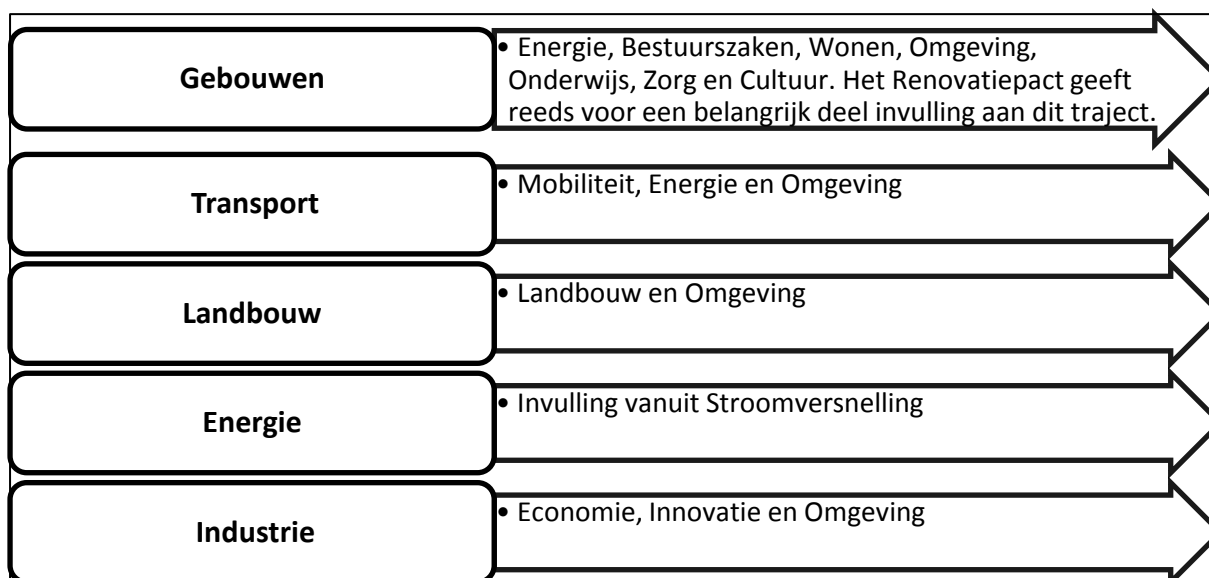 Gebouwen
• Energie, Bestuurszaken, Wonen, Omgeving,
Onderwijs, Zorg en Cultuur. Het Renovatiepact geeft
reeds voor een belangrijk deel invulling aan dit traject.
Transport
• Mobiliteit, Energie en Omgeving
Landbouw
• Landbouw en Omgeving
Energie
• Invulling vanuit Stroomversnelling
Industrie
• Economie, Innovatie en Omgeving